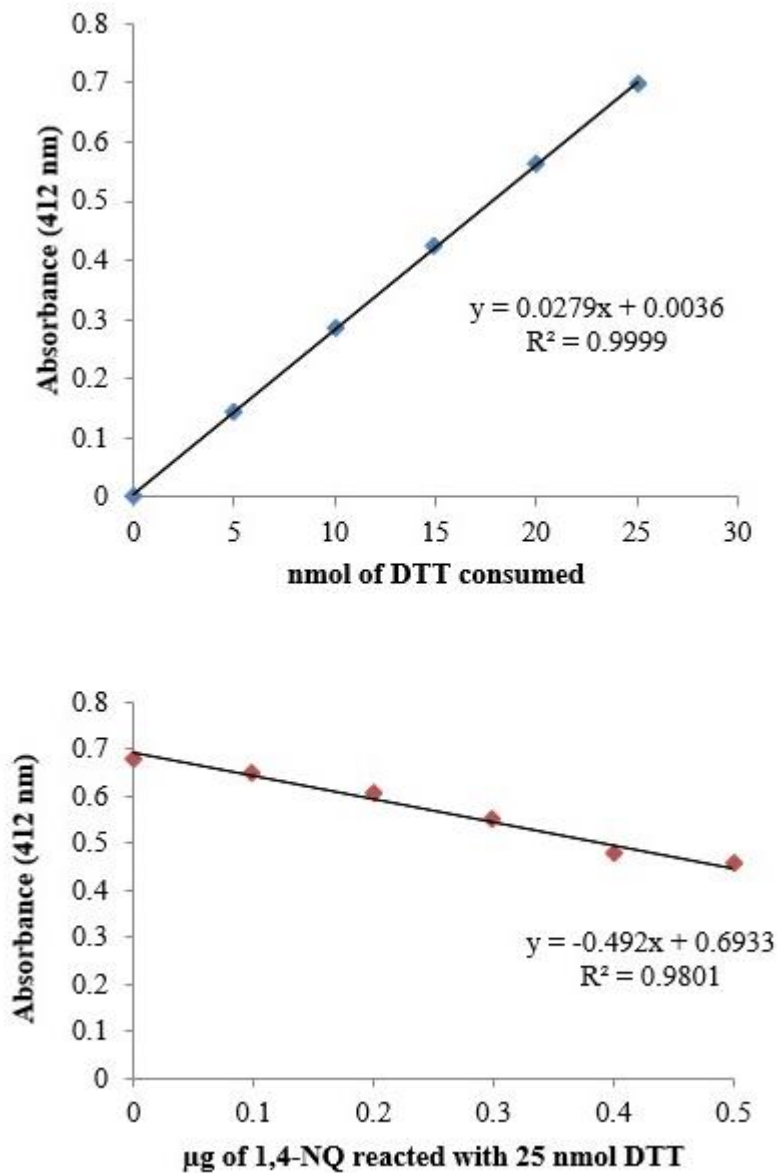 0.8
0.7
0.6
0.5
0.4
0.3
0.2
0.1
0
Absorbance (412 nm)
y = 0.0279x + 0.0036
R² = 0.9999
0 5 10 15 20 25 30
nmol of DTT consumed
0.8
0.7
0.6
0.5
0.4
0.3
0.2
0.1
0
Absorbance (412 nm)
y = -0.492x + 0.6933
R² = 0.9801
0 0.1 0.2 0.3 0.4 0.5
µg of 1,4-NQ reacted with 25 nmol DTT